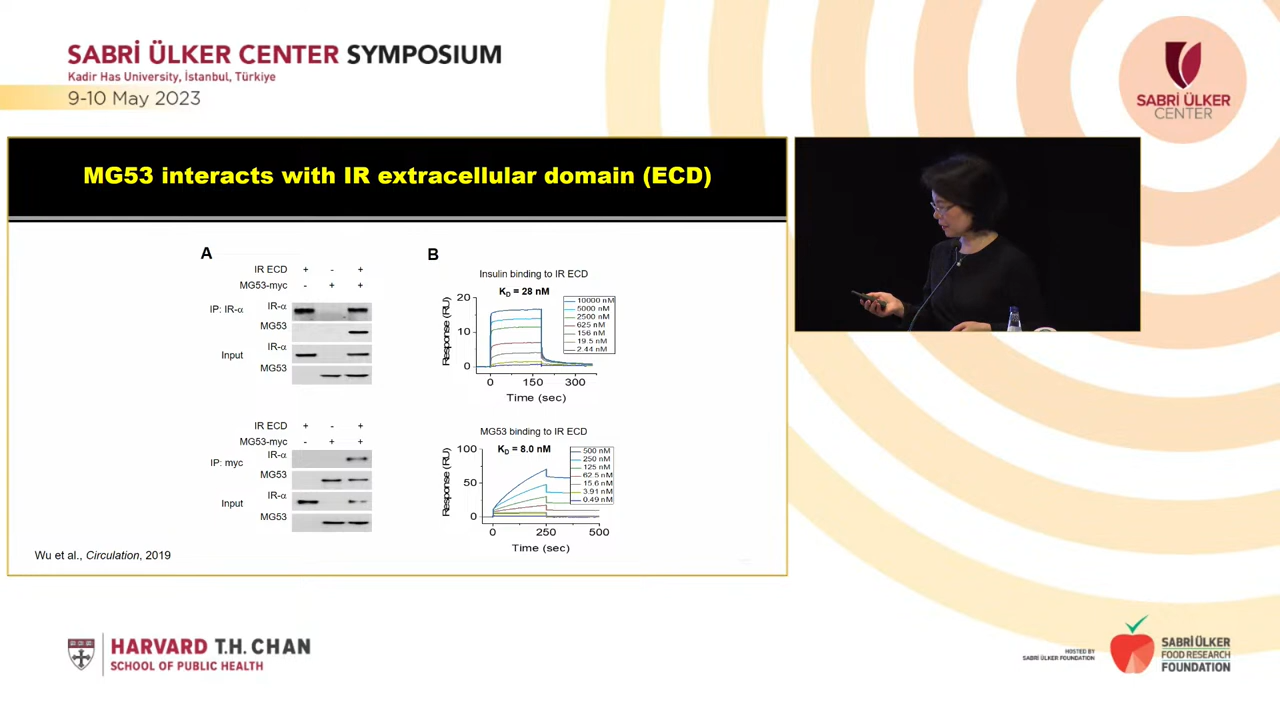 SABRİ ÜLKER CENTER SYMPOSIUM
Kadir Has University, İstanbul, Türkiye
9-10 May 2023
SABRİ ÜLKER
CENTER
MG53 interacts with IR extracellular domain (ECD)
A
IR ECD + - +
MG53-myc - + +
IP: IR-α
IR-α
MG53
Input
IR-α
MG53
IR ECD + - +
MG53-myc - + +
IP: myc
IR-α
MG53
Input
IR-α
MG53
B
Insulin binding to IR ECD
KD = 28 nM
20
10
0
Response (RU)
10000 nM
5000 nM
2500 nM
625 nM
156 nM
19.5 nM
2.44 nM
0 150 300
Time (sec)
MG53 binding to IR ECD
KD = 8.0 nM
100
50
0
Response (RU)
500 nM
250 nM
125 nM
62.5 nM
15.6 nM
3.91 nM
0.49 nM
0 250 500
Time (sec)
Wu et al., Circulation, 2019
HARVARD T.H. CHAN
SCHOOL OF PUBLIC HEALTH
HOSTED BY
SABRİ ÜLKER FOUNDATION
SABRİ ÜLKER
FOOD RESEARCH
FOUNDATION